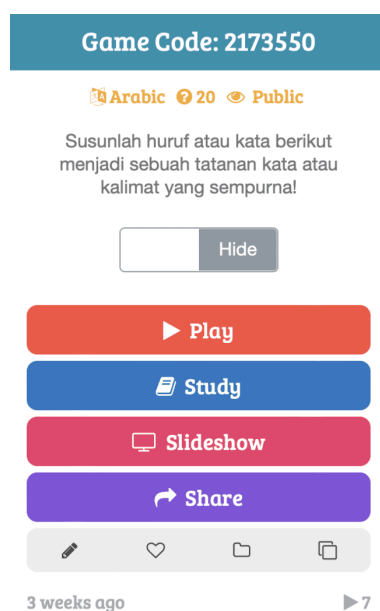 Game Code: 2173550
Arabic 20 Public
Susunlah huruf atau kata berikut
menjadi sebuah tatanan kata atau
kalimat yang sempurna!
Hide
Play
Study
Slideshow
Share
3 weeks ago 7